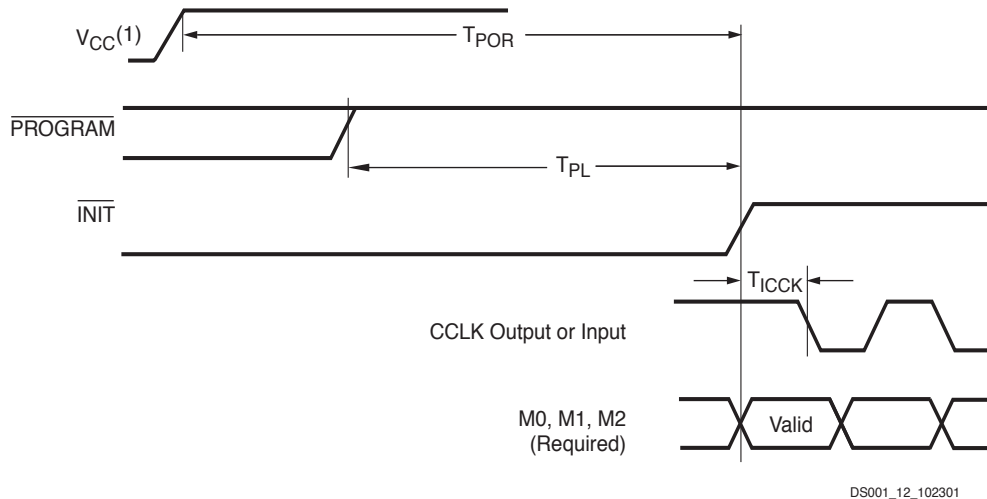 VCC(1)
TPOR
PROGRAM
TPL
INIT
TICCK
CCLK Output or Input
M0, M1, M2
(Required)
Valid
DS001_12_102301